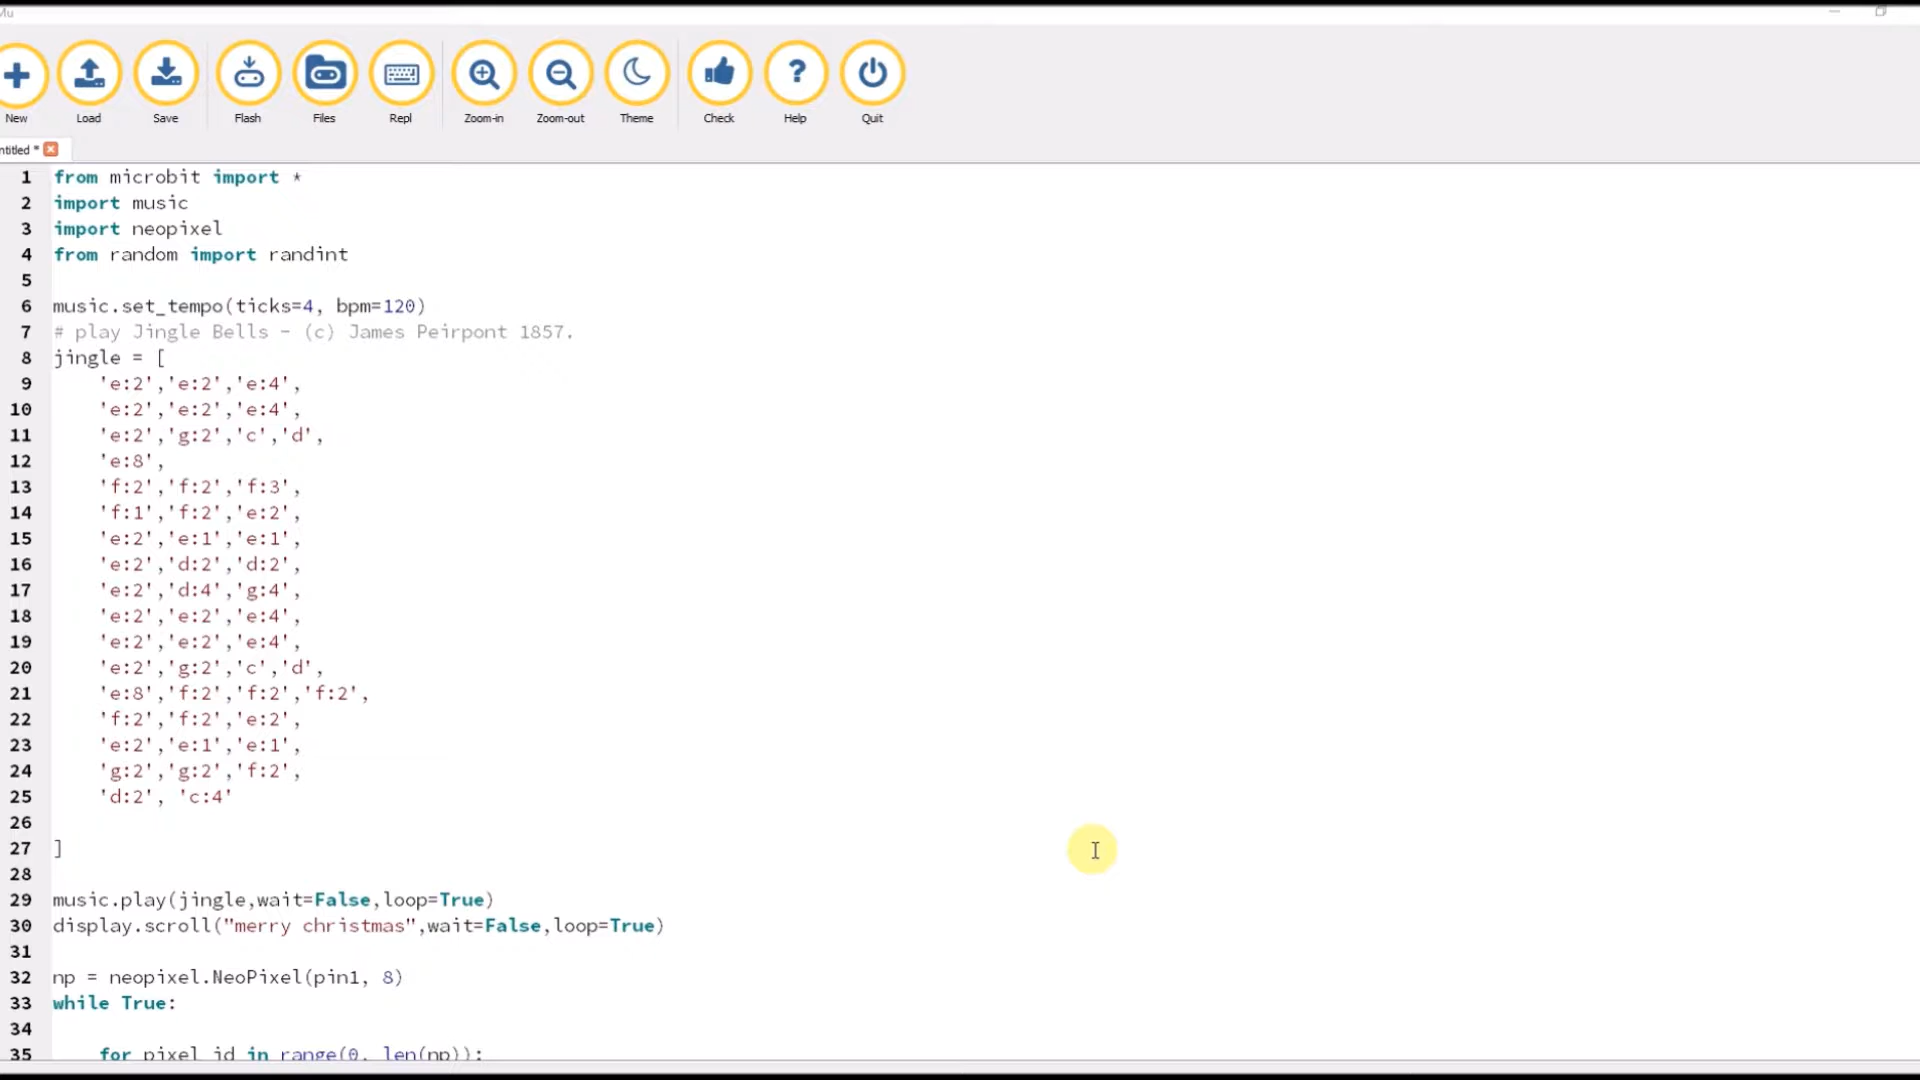 Mu
New Load Save Flash Files Repl Zoom-in Zoom-out Theme Check Help Quit
ntitled *
1 from microbit import *
2 import music
3 import neopixel
4 from random import randint
5
6 music.set_tempo(ticks=4, bpm=120)
7 # play Jingle Bells - (c) James Peirpont 1857.
8 jingle = [
9 'e:2','e:2','e:4',
10 'e:2','e:2','e:4',
11 'e:2','g:2','c','d',
12 'e:8',
13 'f:2','f:2','f:3',
14 'f:1','f:2','e:2',
15 'e:2','e:1','e:1',
16 'e:2','d:2','d:2',
17 'e:2','d:4','g:4',
18 'e:2','e:2','e:4',
19 'e:2','e:2','e:4',
20 'e:2','g:2','c','d',
21 'e:8','f:2','f:2','f:2',
22 'f:2','f:2','e:2',
23 'e:2','e:1','e:1',
24 'g:2','g:2','f:2',
25 'd:2', 'c:4'
26
27 ]
28
29 music.play(jingle,wait=False,loop=True)
30 display.scroll("merry christmas",wait=False,loop=True)
31
32 np = neopixel.NeoPixel(pin1, 8)
33 while True:
34
35 for pixel_id in range(0, len(np)):